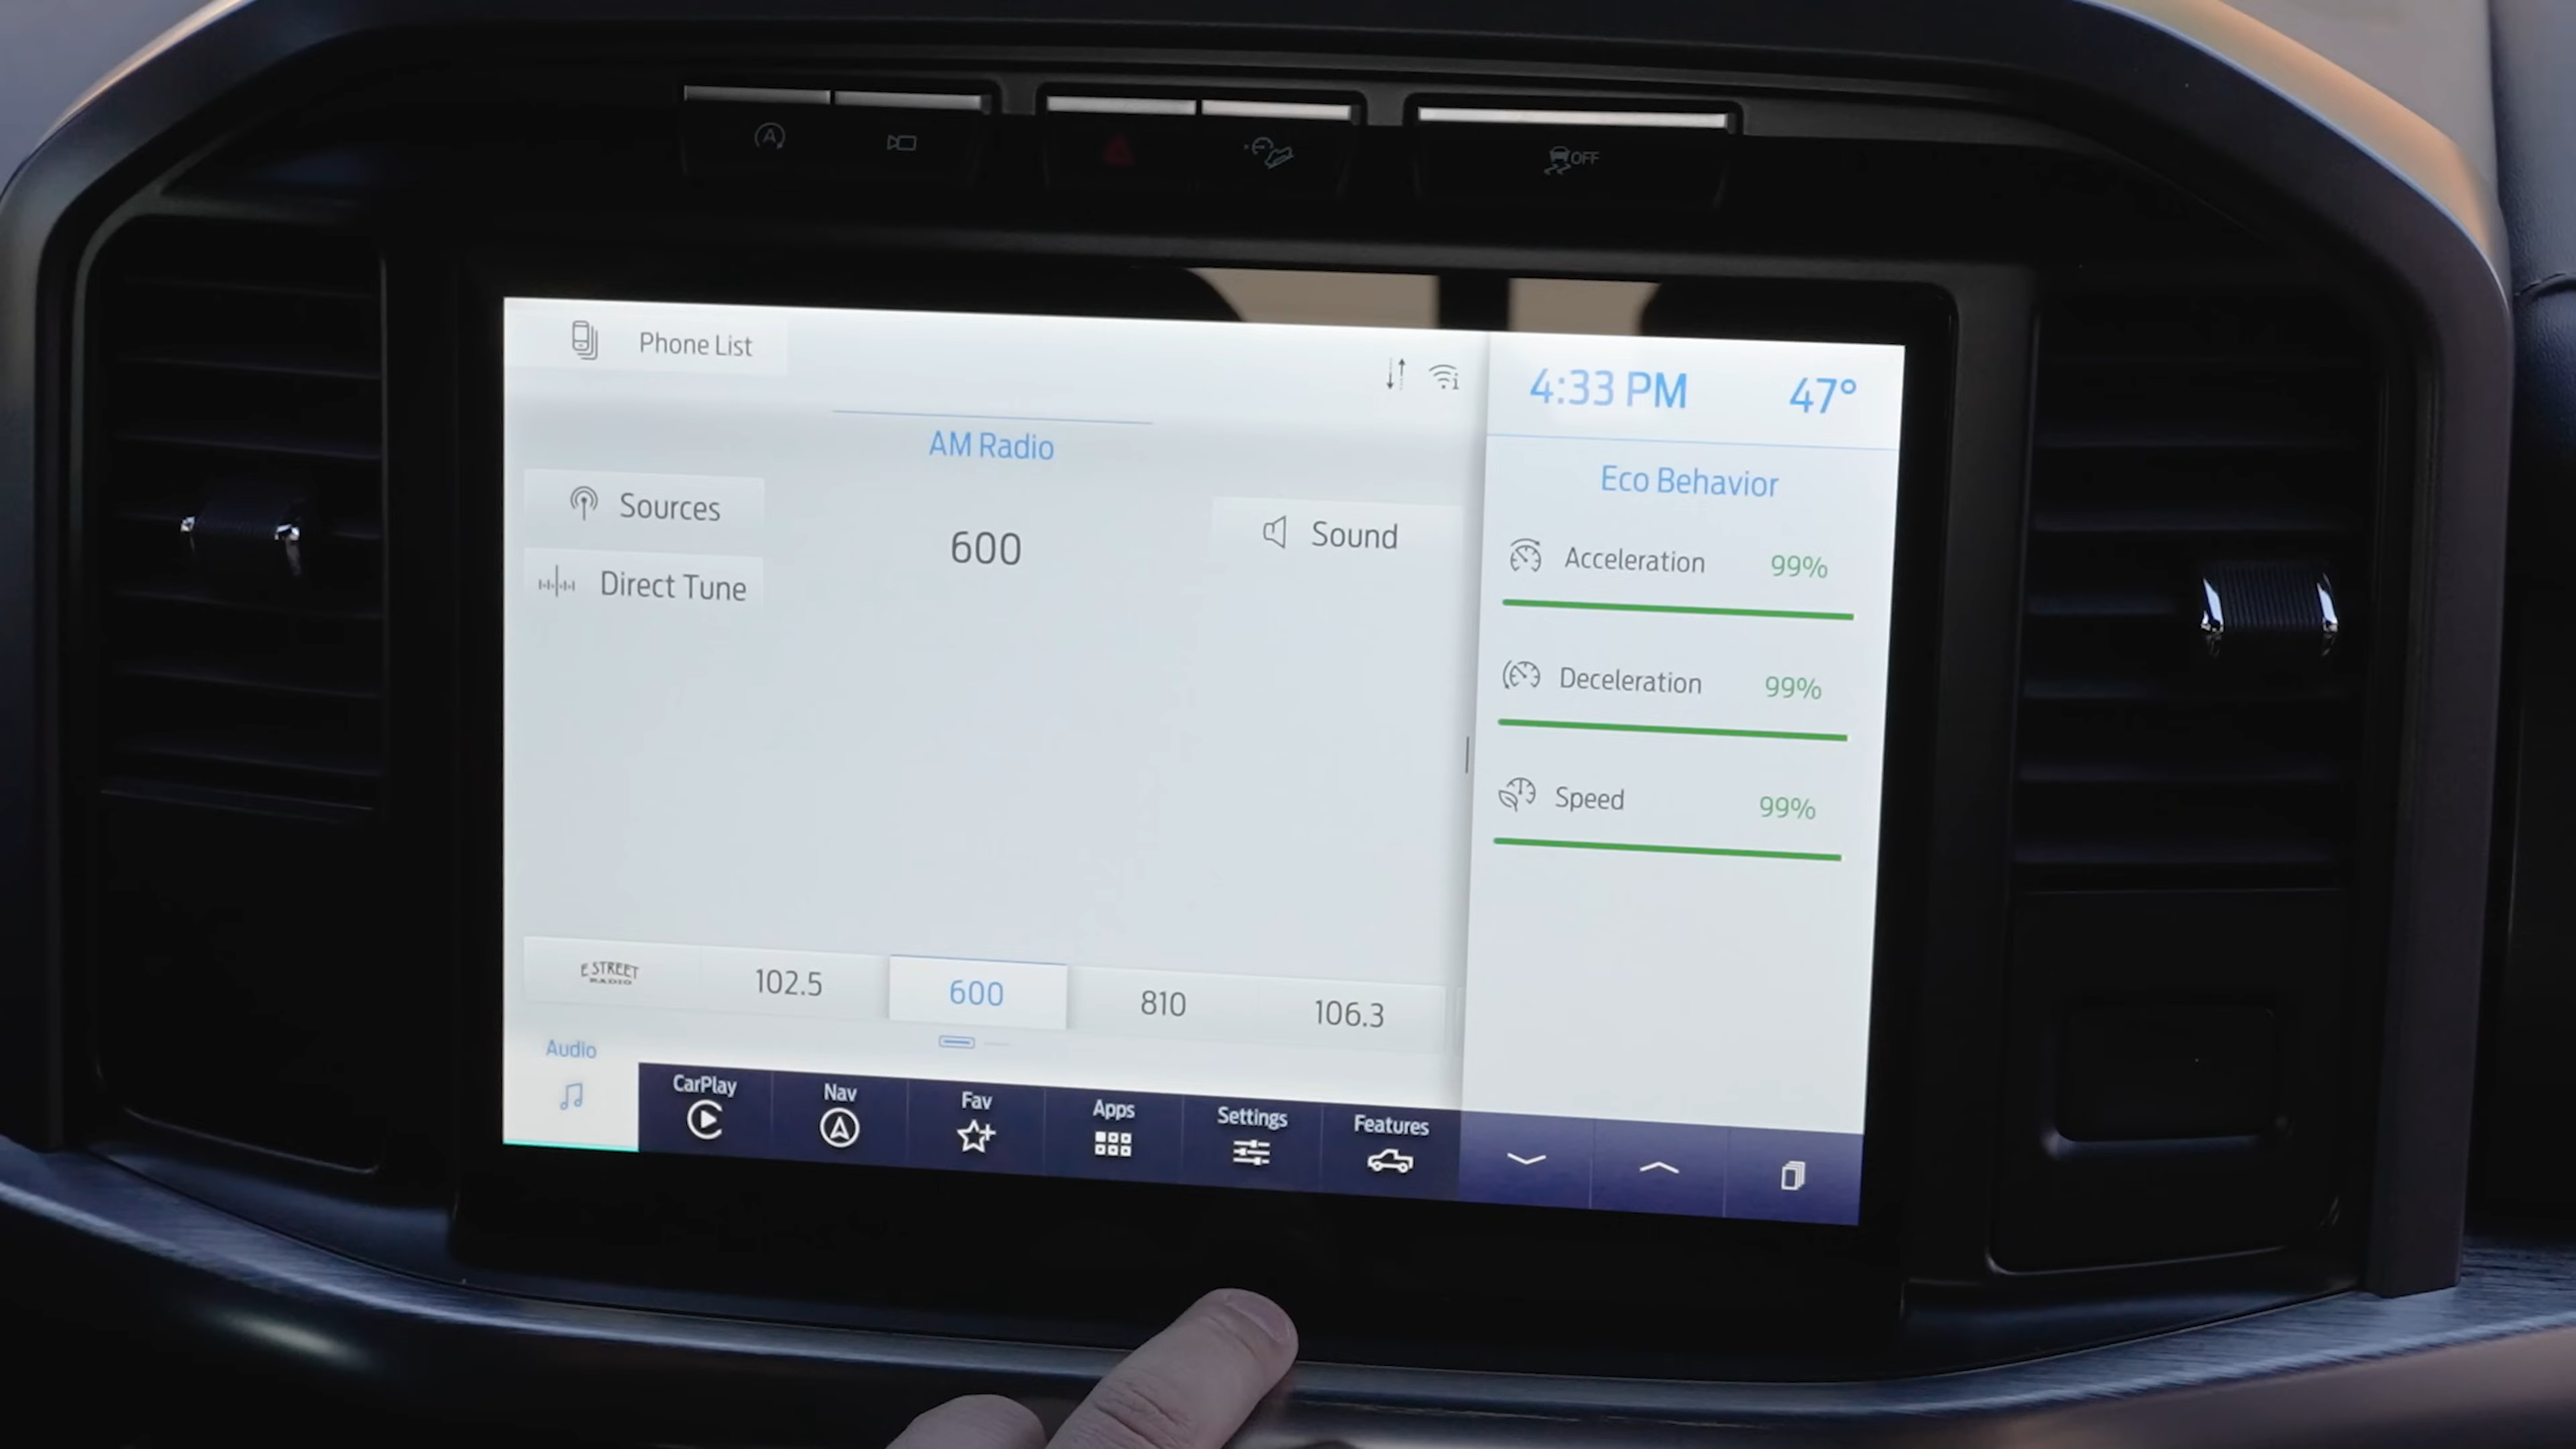 A
OFF
Phone List
4:33 PM 47°
AM Radio
Eco Behavior
Sources
600
Sound
Acceleration 99%
Direct Tune
Deceleration 99%
Speed 99%
E STREET
RADIO
102.5
600
810
106.3
Audio
CarPlay
Nav
Fav
Apps
Settings
Features